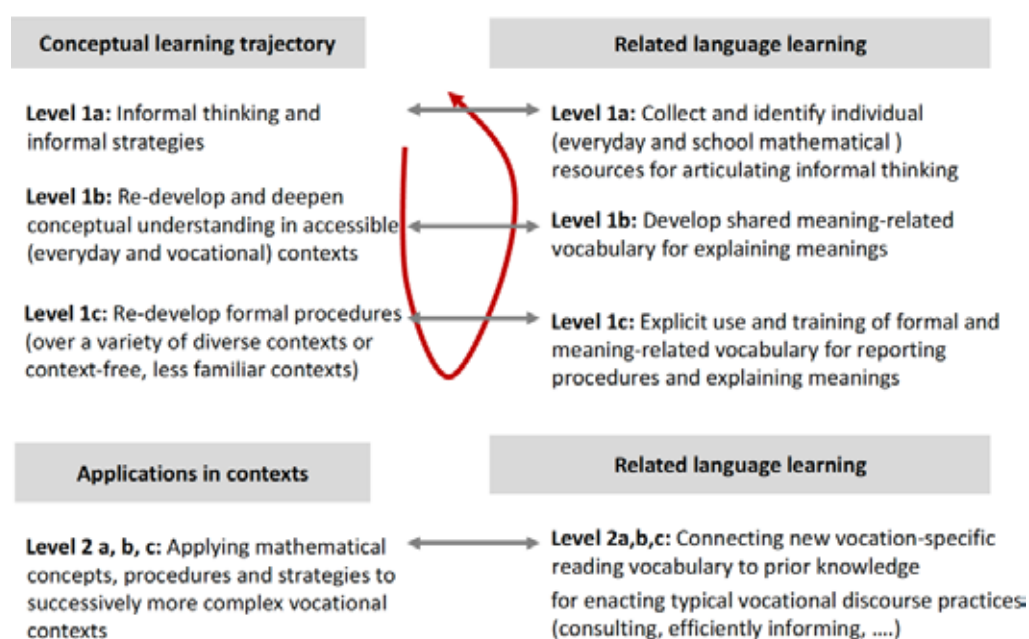 Conceptual learning trajectory
Related language learning
Level 1a: Informal thinking and
informal strategies
Level 1a: Collect and identify individual
(everyday and school mathematical )
resources for articulating informal thinking
Level 1b: Re-develop and deepen
conceptual understanding in accessible
(everyday and vocational) contexts
Level 1b: Develop shared meaning-related
vocabulary for explaining meanings
Level 1c: Re-develop formal procedures
(over a variety of diverse contexts or
context-free, less familiar contexts)
Level 1c: Explicit use and training of formal and
meaning-related vocabulary for reporting
procedures and explaining meanings
Applications in contexts
Related language learning
Level 2 a, b, c: Applying mathematical
concepts, procedures and strategies to
successively more complex vocational
contexts
Level 2a,b,c: Connecting new vocation-specific
reading vocabulary to prior knowledge
for enacting typical vocational discourse practices
(consulting, efficiently informing, ....)